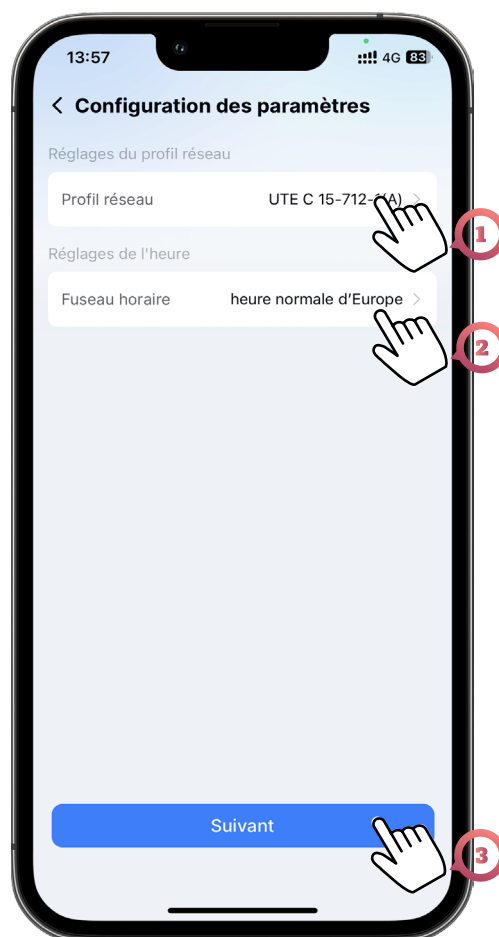 13:57 4G 83
Configuration des paramètres
Réglages du profil réseau
Profil réseau UTE C 15-712-1(A)
1
Réglages de l'heure
Fuseau horaire heure normale d'Europe
2
Suivant
3